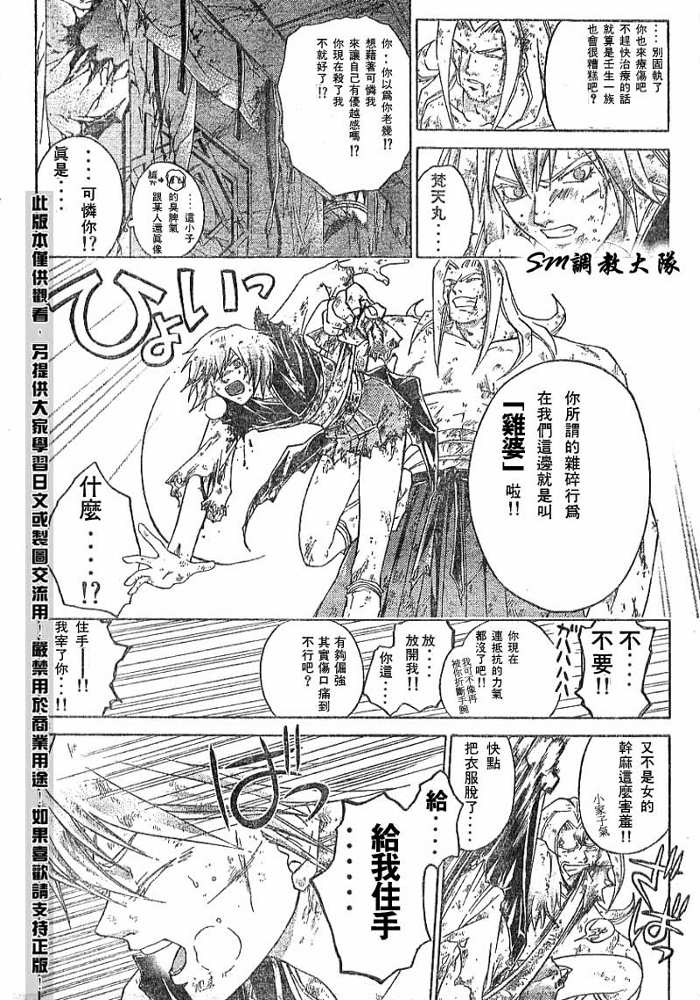 ....別固執了
你也來療傷吧
不趕快治療的話
就算是壬生一族
也會很糟糕吧?
梵天丸....
你..你以爲你老幾?
想藉著可憐我
來讓自己有優越感嗎?
你現在殺了我
不就好了!?
....這小子
的臭脾氣
跟某人還真像
....可憐你!?
眞是....
SM調教大隊
ひょいっ
你所謂的雜碎行爲
在我們這邊就是叫
「雞婆」啦!!
什麼....!?
不....
不要!!
你現在
連抵抗的力氣
都沒了吧!!
我可不像再
被你折斷手腕
放..
放開我!!
你這...
有夠倔強
其實傷口痛到
不行吧?
住手——!!
我宰了你...!!
又不是女的
幹麻這麼害羞!!
小家子氣
快點
把衣服脫了
給....
給我住手
.....
此版本僅供觀看，另提供大家學習日文或製圖交流用！嚴禁用於商業用途！如果喜歡請支持正版！